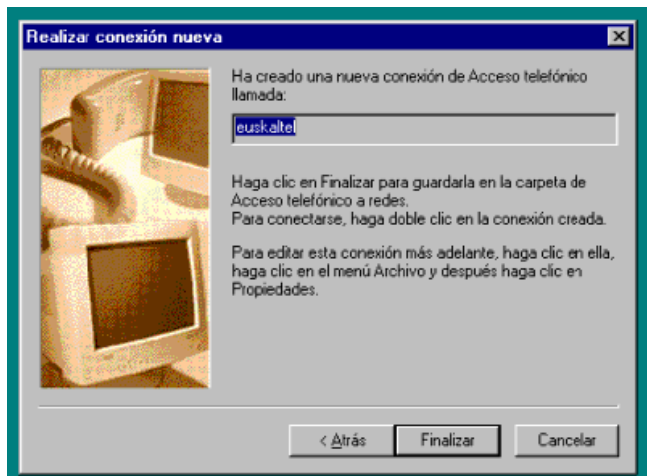 Realizar conexión nueva
Ha creado una nueva conexión de Acceso telefónico
llamada:
euskaltel
Haga clic en Finalizar para guardarla en la carpeta de
Acceso telefónico a redes.
Para conectarse, haga doble clic en la conexión creada.
Para editar esta conexión más adelante, haga clic en ella,
haga clic en el menú Archivo y después haga clic en
Propiedades.
< Atrás
Finalizar
Cancelar